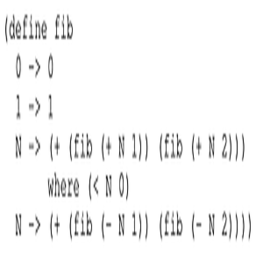 (define fib
0 -> 0
1 -> 1
N -> (+ (fib (+ N 1)) (fib (+ N 2)))
where (< N 0)
N -> (+ (fib (- N 1)) (fib (- N 2))))